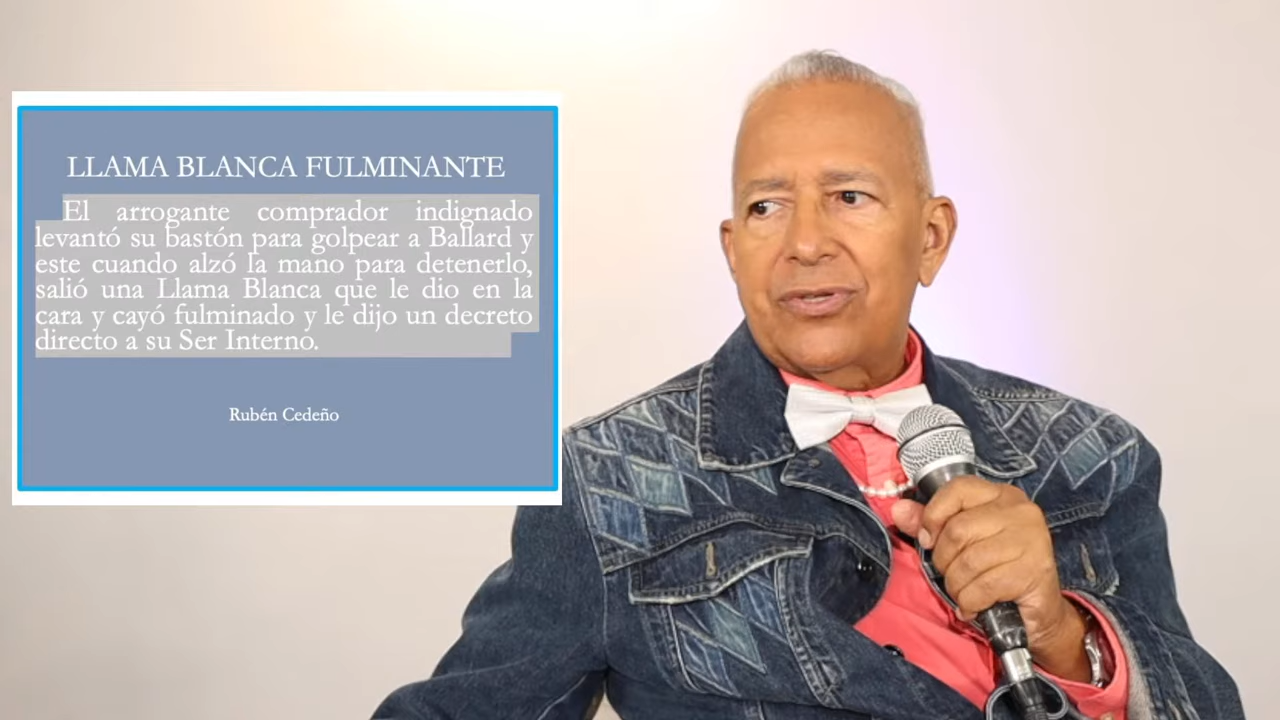 LLAMA BLANCA FULMINANTE
El arrogante comprador indignado
levantó su bastón para golpear a Ballard y
este cuando alzó la mano para detenerlo,
salió una Llama Blanca que le dio en la
cara y cayó fulminado y le dijo un decreto
directo a su Ser Interno.
Rubén Cedeño